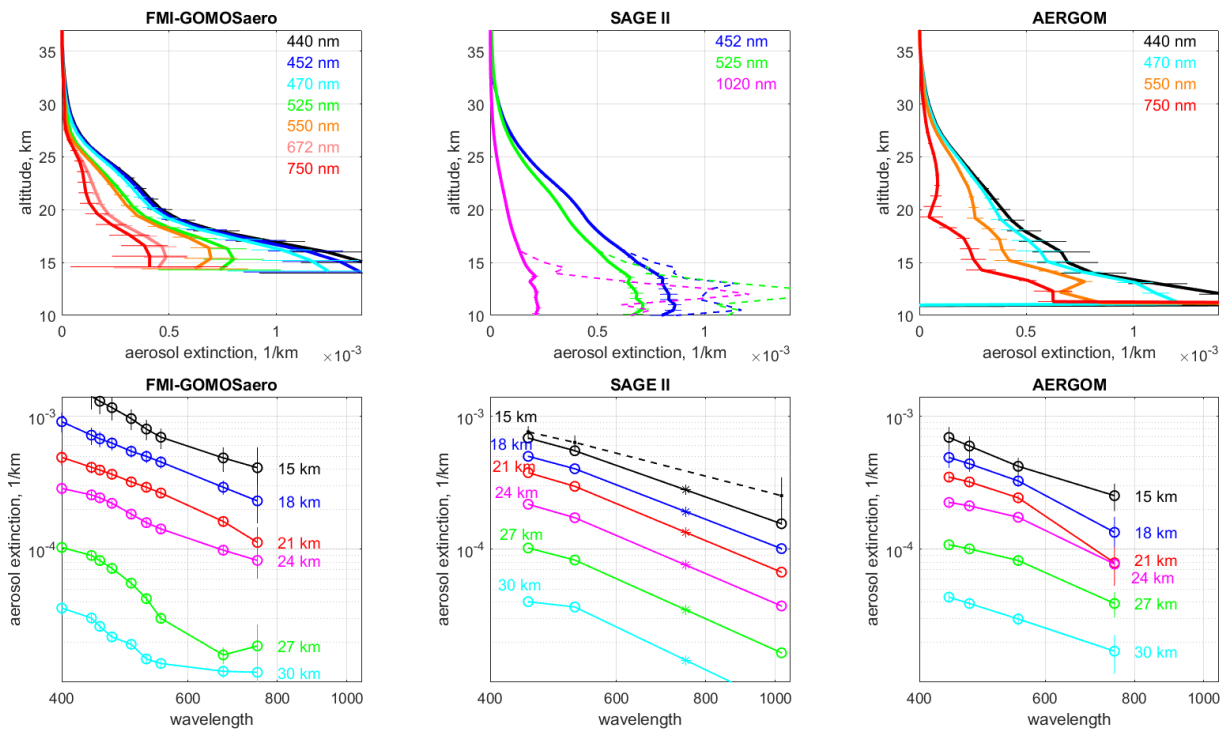 FMI-GOMOSaero
SAGE II
AERGOM
35
30
25
20
15
10
altitude, km
440 nm
452 nm
470 nm
525 nm
550 nm
672 nm
750 nm
0
0.5
1
aerosol extinction, 1/km
×10⁻³
35
30
25
20
15
10
altitude, km
452 nm
525 nm
1020 nm
0
0.5
1
aerosol extinction, 1/km
×10⁻³
35
30
25
20
15
10
altitude, km
440 nm
470 nm
550 nm
750 nm
0
0.5
1
aerosol extinction, 1/km
×10⁻³
FMI-GOMOSaero
SAGE II
AERGOM
10⁻³
10⁻⁴
aerosol extinction, 1/km
15 km
18 km
21 km
24 km
27 km
30 km
400
600
800
1000
wavelength
10⁻³
10⁻⁴
aerosol extinction, 1/km
15 km
18 km
21 km
24 km
27 km
30 km
400
600
800
1000
wavelength
10⁻³
10⁻⁴
aerosol extinction, 1/km
15 km
18 km
21 km
24 km
27 km
30 km
400
600
800
1000
wavelength